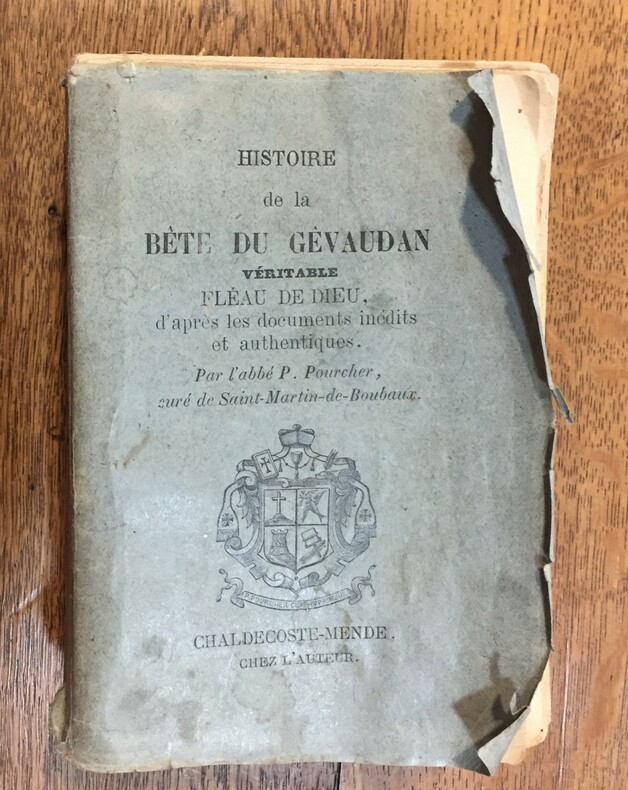 HISTOIRE
de la
BÊTE DU GÉVAUDAN
VÉRITABLE
FLÉAU DE DIEU,
d'après les documents inédits
et authentiques.
Par l'abbé P. Pourcher,
curé de Saint-Martin-de-Boubaux.
CHALDECOSTE-MENDE,
CHEZ L'AUTEUR.